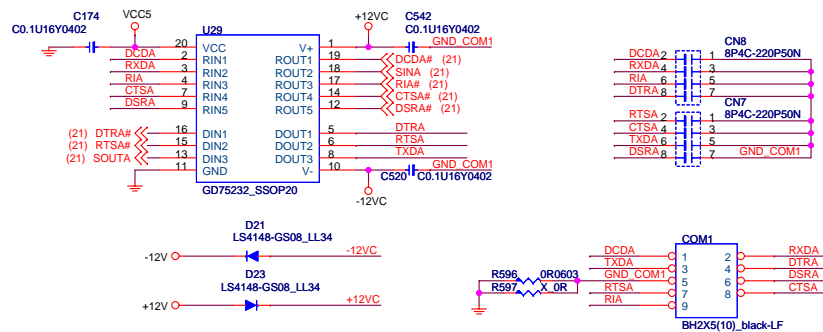 C174
C0.1U16Y0402
VCC5
U29
+12VC
C542
C0.1U16Y0402
GND_COM1
20 VCC V+ 1
DCDA 2 RIN1 ROUT1 19 DCDA# (21)
RXDA 3 RIN2 ROUT2 18 SINA (21)
RIA 4 RIN3 ROUT3 17 RIA# (21)
CTSA 7 RIN4 ROUT4 14 CTSA# (21)
DSRA 9 RIN5 ROUT5 12 DSRA# (21)
(21) DTRA# 16 DIN1 DOUT1 5 DTRA
(21) RTSA# 15 DIN2 DOUT2 6 RTSA
(21) SOUTA 13 DIN3 DOUT3 8 TXDA
11 GND V- 10 GND_COM1
GD75232_SSOP20
C520
C0.1U16Y0402
-12VC
CN8
8P4C-220P50N
DCDA 2 1
RXDA 4 3
RIA 6 5
DTRA 8 7
CN7
8P4C-220P50N
RTSA 2 1
CTSA 4 3
TXDA 6 5
DSRA 8 7 GND_COM1
D21
LS4148-GS08_LL34
-12V -12VC
D23
LS4148-GS08_LL34
+12V +12VC
COM1
DCDA 1 2 RXDA
TXDA 3 4 DTRA
R596 0R0603 GND_COM1 5 6 DSRA
R597 X_0R RTSA 7 8 CTSA
RIA 9
BH2X5(10)_black-LF